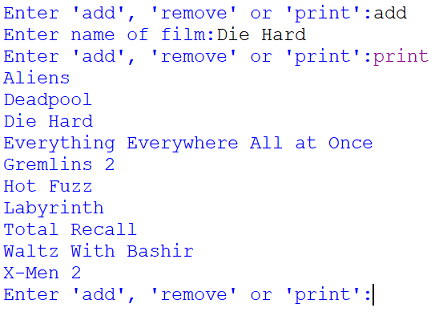 Enter 'add', 'remove' or 'print':add
Enter name of film:Die Hard
Enter 'add', 'remove' or 'print':print
Aliens
Deadpool
Die Hard
Everything Everywhere All at Once
Gremlins 2
Hot Fuzz
Labyrinth
Total Recall
Waltz With Bashir
X-Men 2
Enter 'add', 'remove' or 'print':